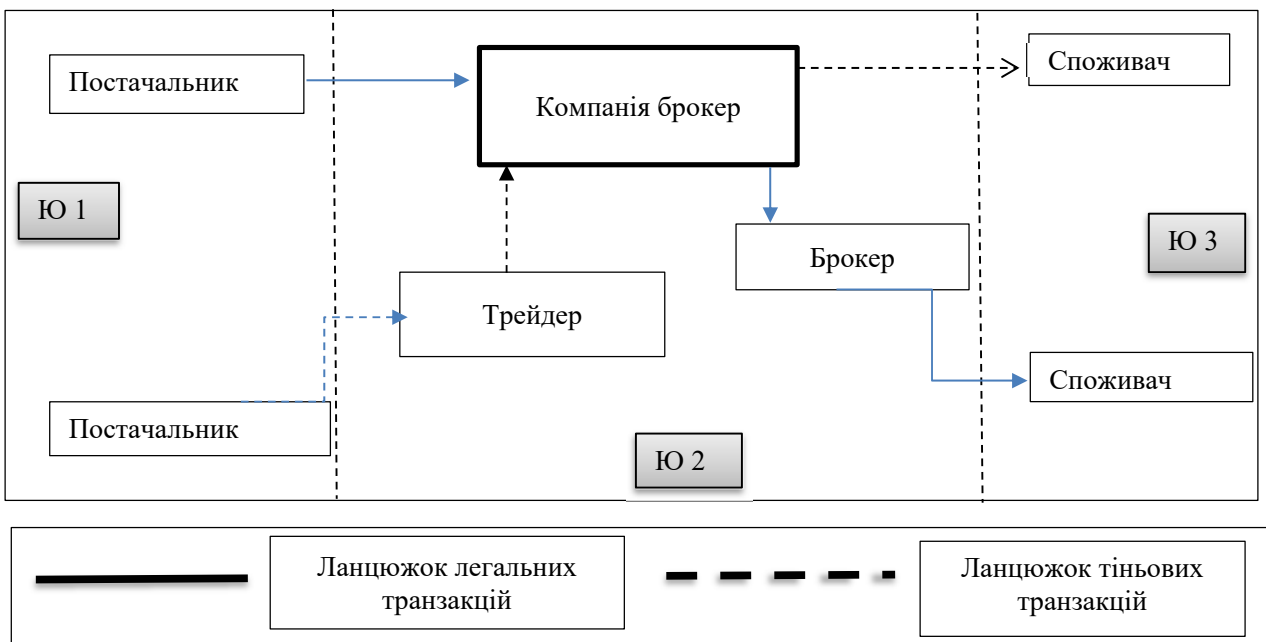 Постачальник
Компанія брокер
Споживач
Ю 1
Ю 3
Брокер
Трейдер
Споживач
Постачальник
Ю 2
Ланцюжок легальних
транзакцій
Ланцюжок тіньових
транзакцій